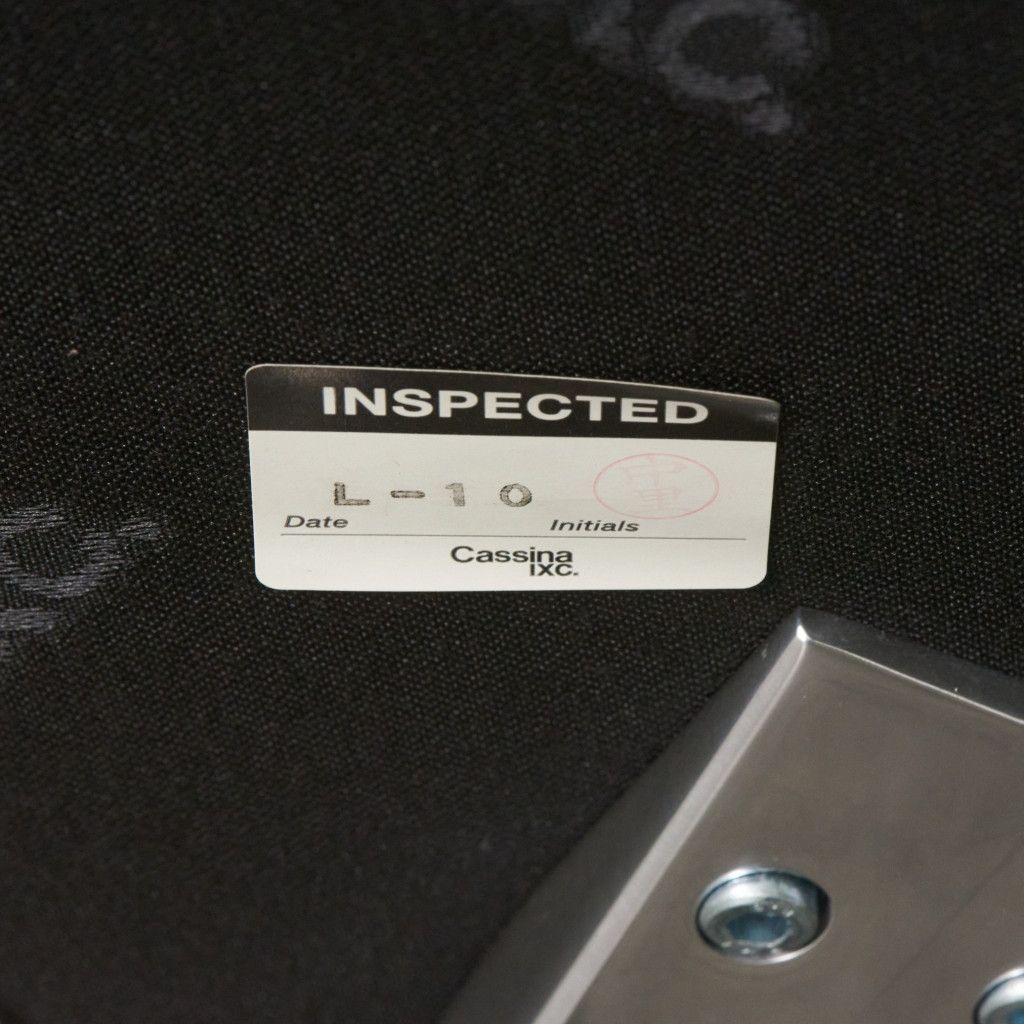 INSPECTED
L-10
Date Initials
Cassina
IXC.